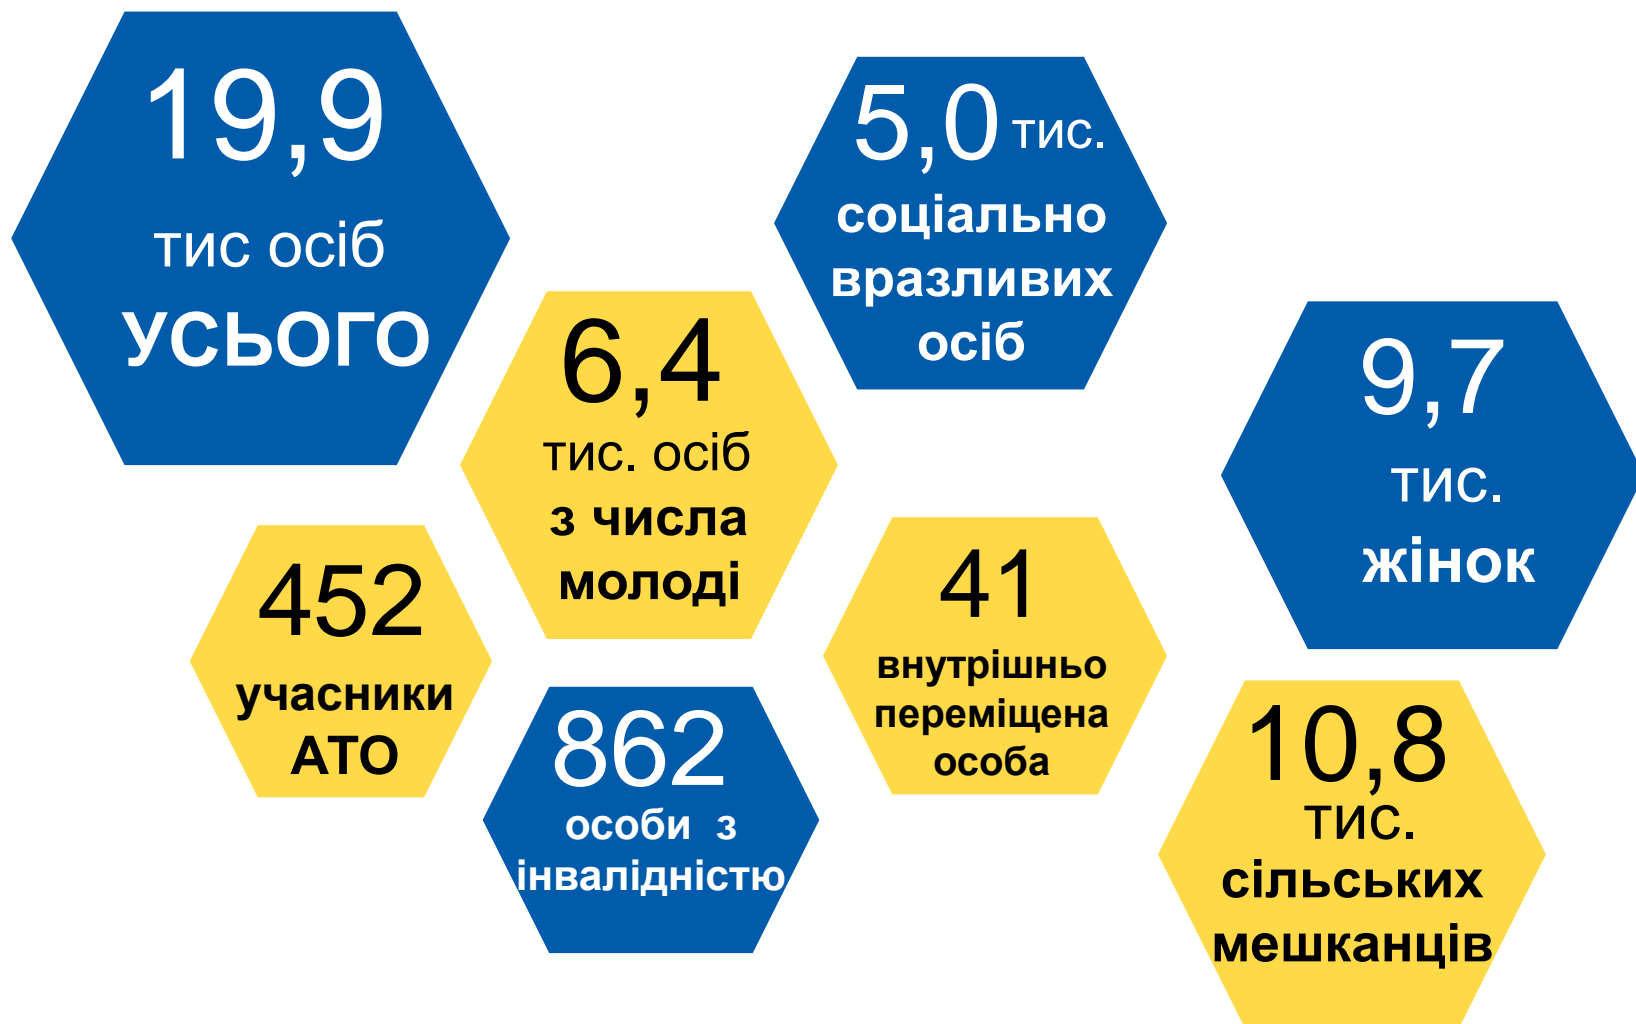 19,9
тис осіб
УСЬОГО
5,0 тис.
соціально
вразливих
осіб
6,4
тис. осіб
з числа
молоді
9,7
тис.
жінок
452
учасники
АТО
41
внутрішньо
переміщена
особа
862
особи з
інвалідністю
10,8
тис.
сільських
мешканців